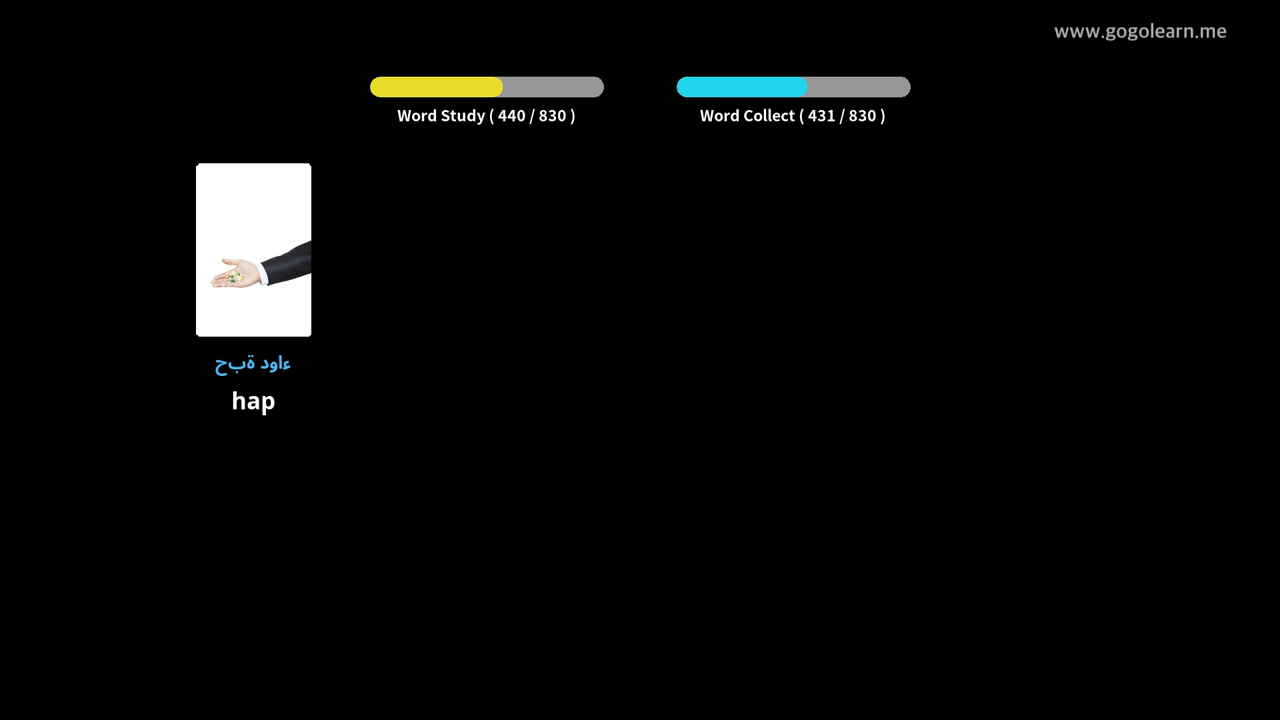 www.gogolearn.me
Word Study ( 440 / 830 )
Word Collect ( 431 / 830 )
ءاود ةبح
hap